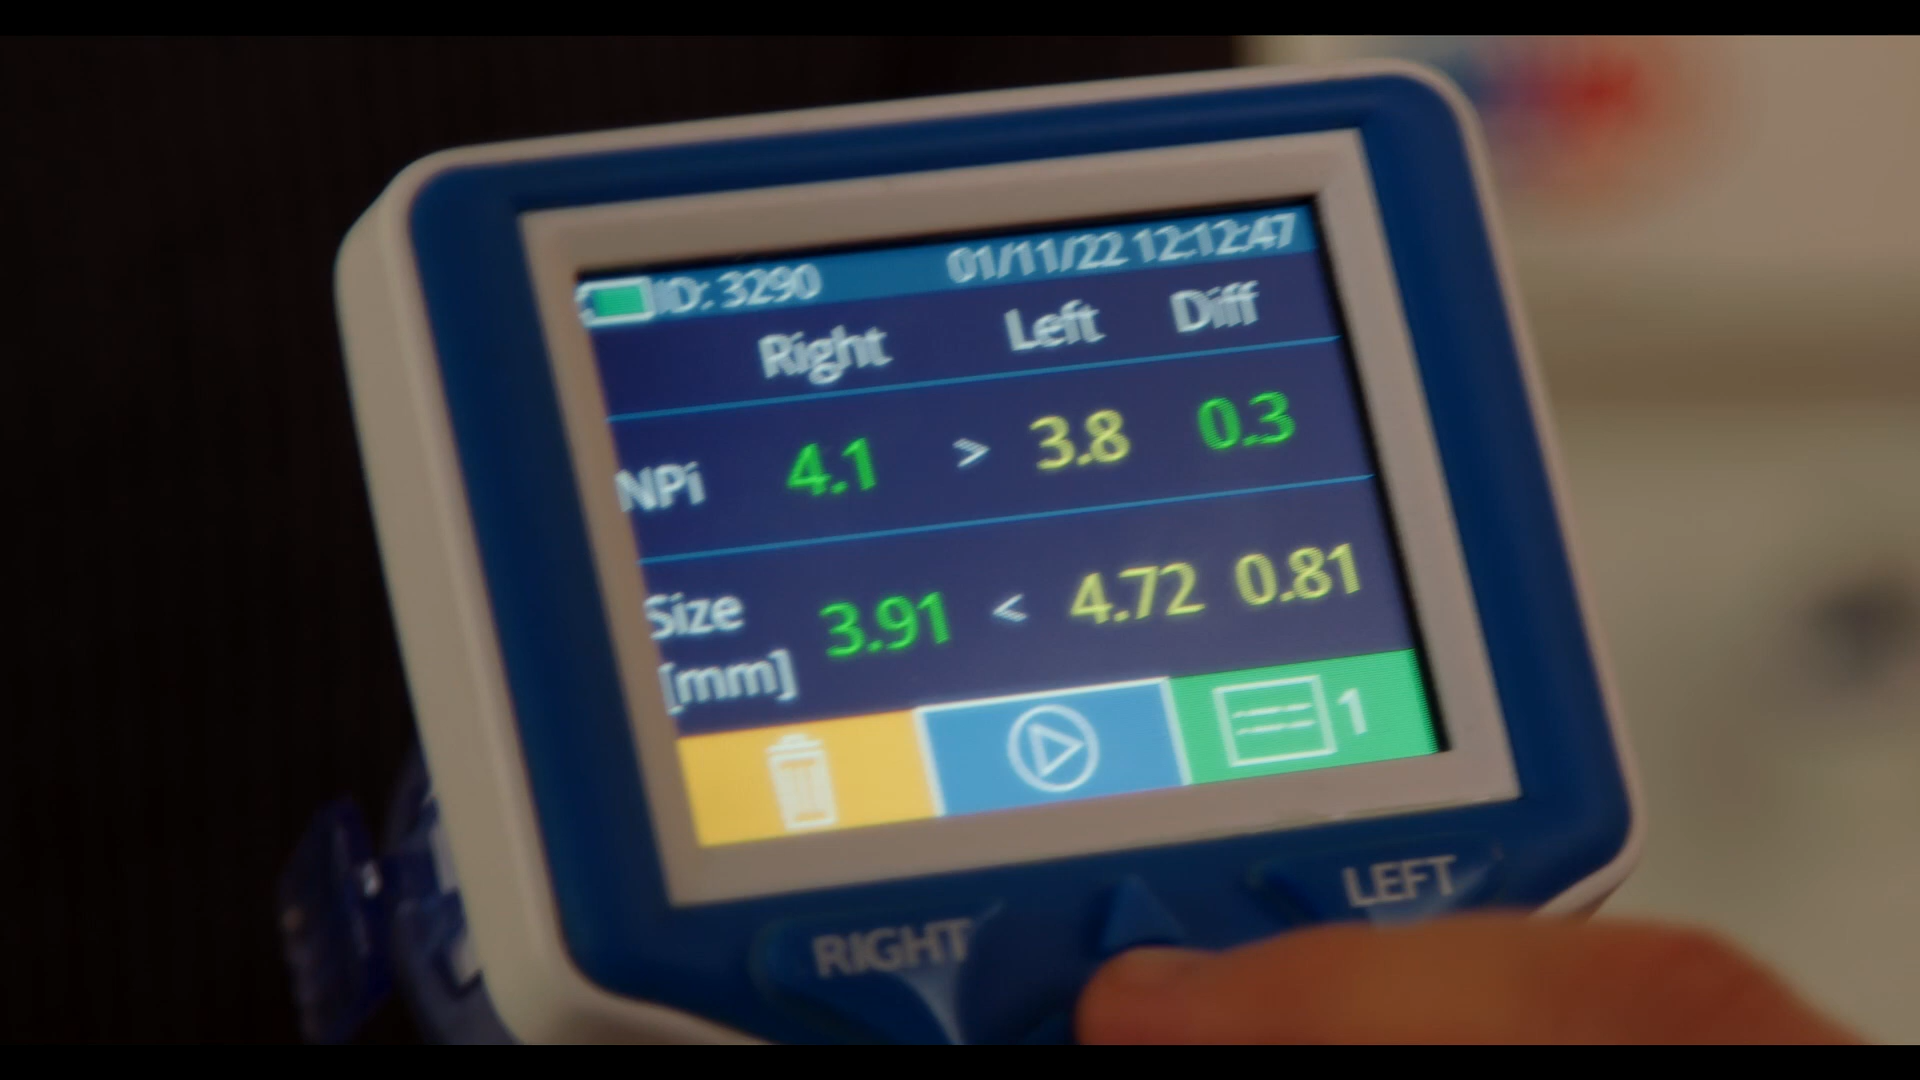 ID: 3290 01/11/22 12:12:47
Right Left Diff
NPi 4.1 > 3.8 0.3
Size [mm] 3.91 < 4.72 0.81
1
RIGHT LEFT